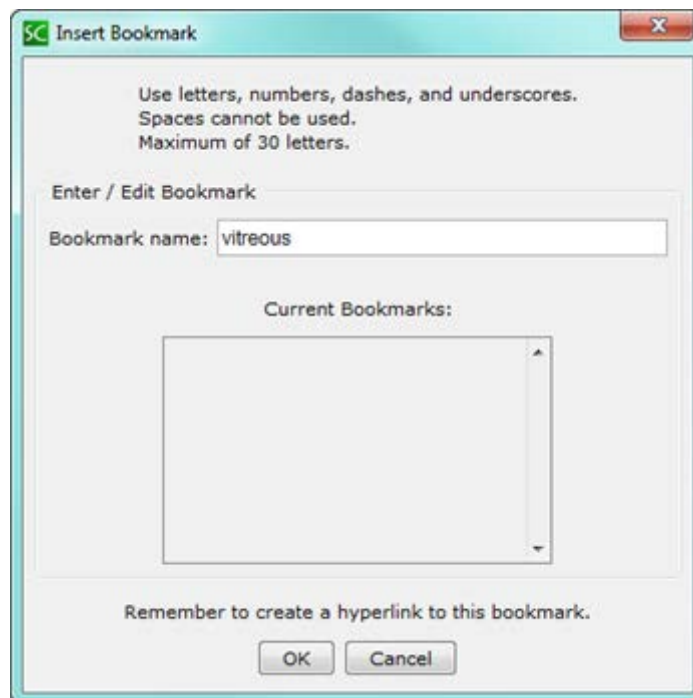 SC Insert Bookmark
Use letters, numbers, dashes, and underscores.
Spaces cannot be used.
Maximum of 30 letters.
Enter / Edit Bookmark
Bookmark name: vitreous
Current Bookmarks:
Remember to create a hyperlink to this bookmark.
OK Cancel